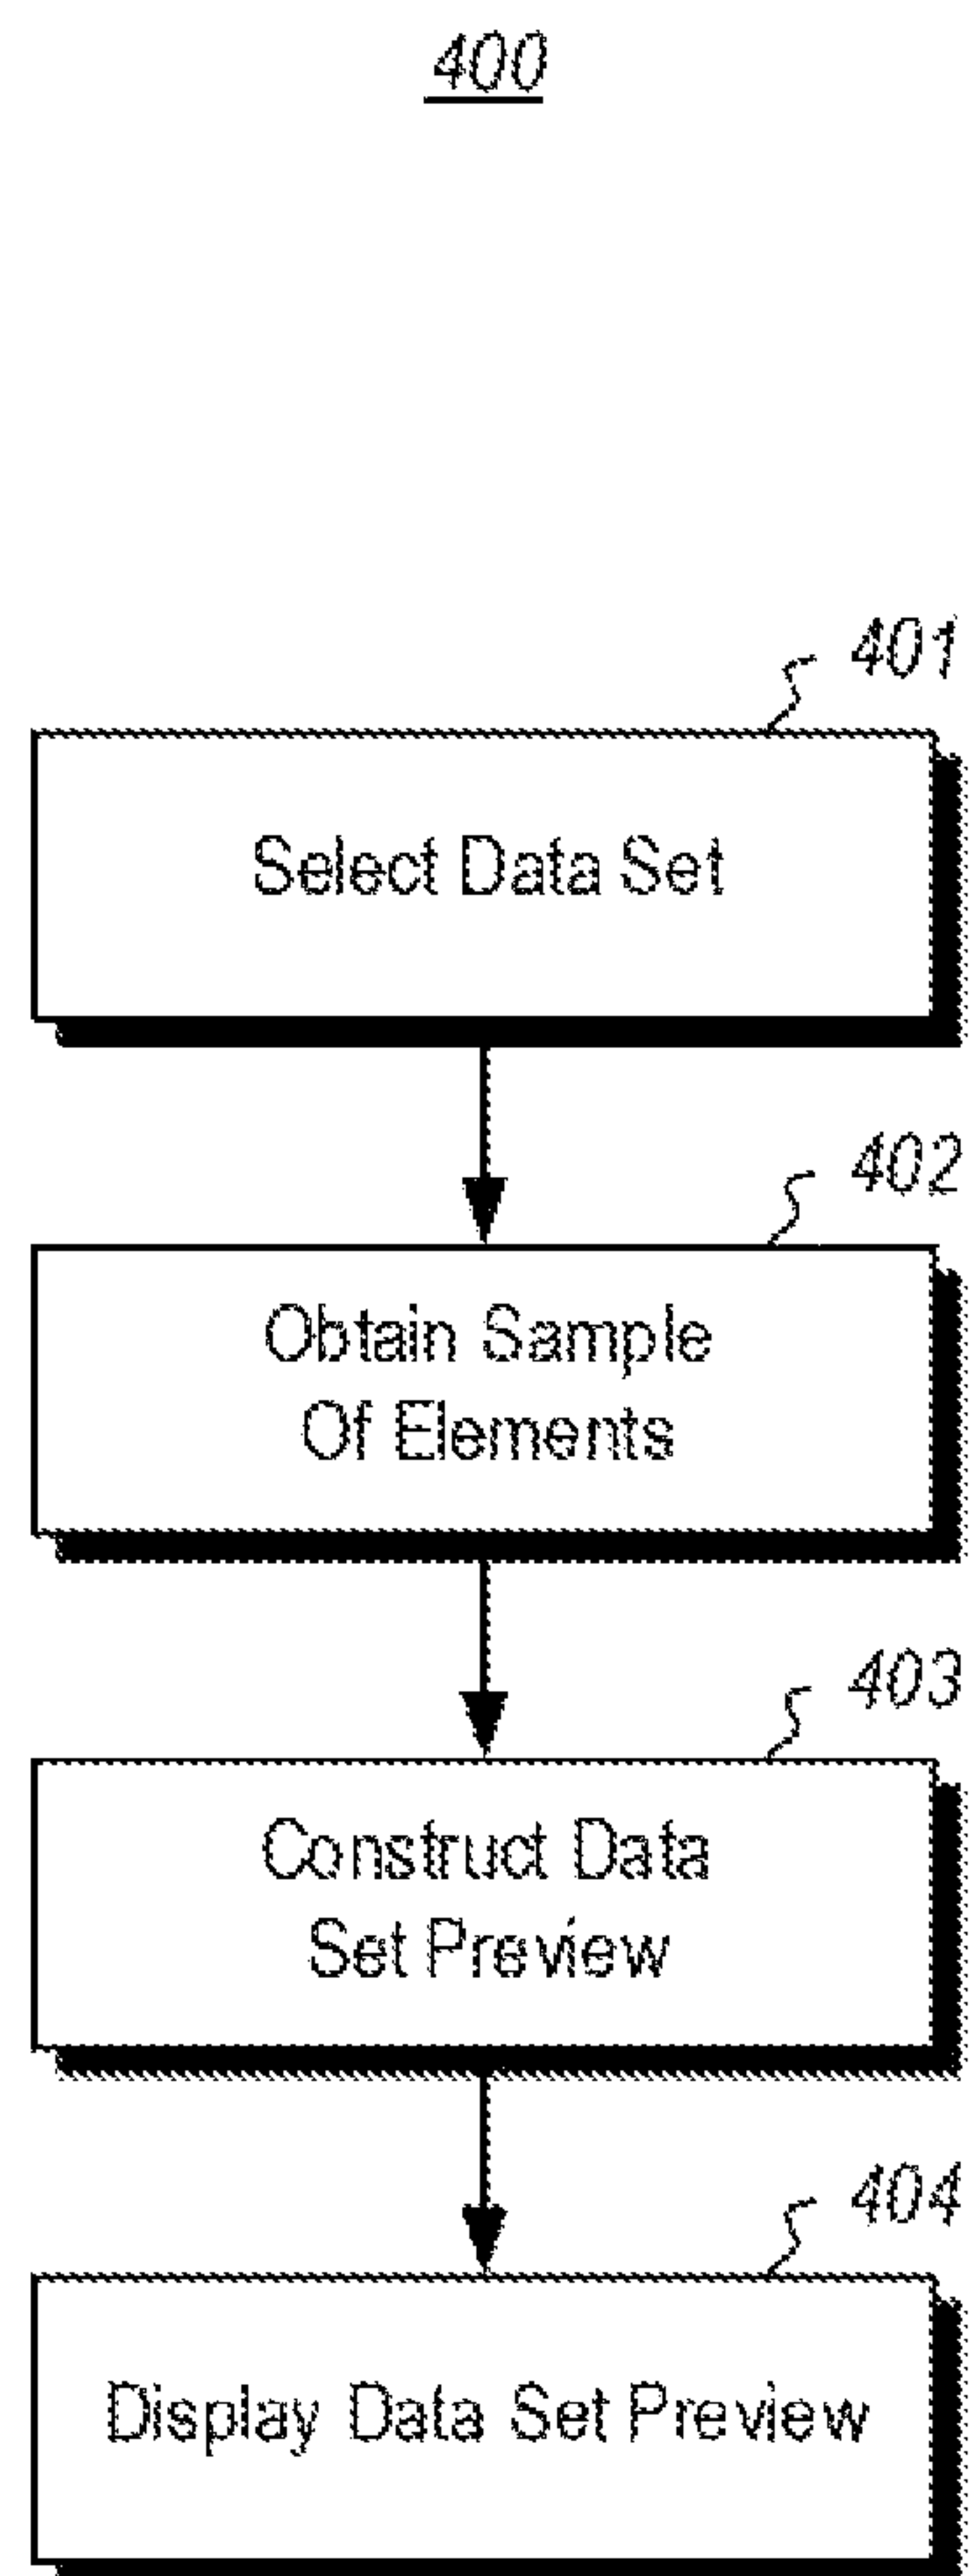 400
401
Select Data Set
402
Obtain Sample
Of Elements
403
Construct Data
Set Preview
404
Display Data Set Preview